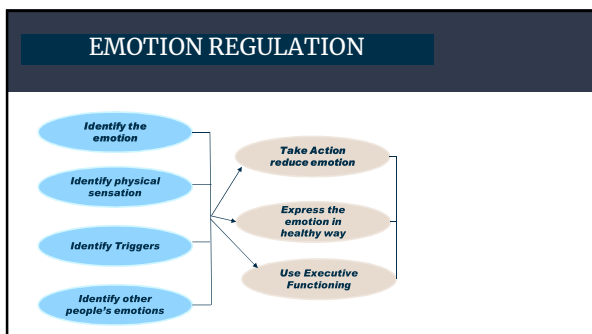 EMOTION REGULATION
Identify the
emotion
Identify physical
sensation
Identify Triggers
Identify other
people's emotions
Take Action
reduce emotion
Express the
emotion in
healthy way
Use Executive
Functioning